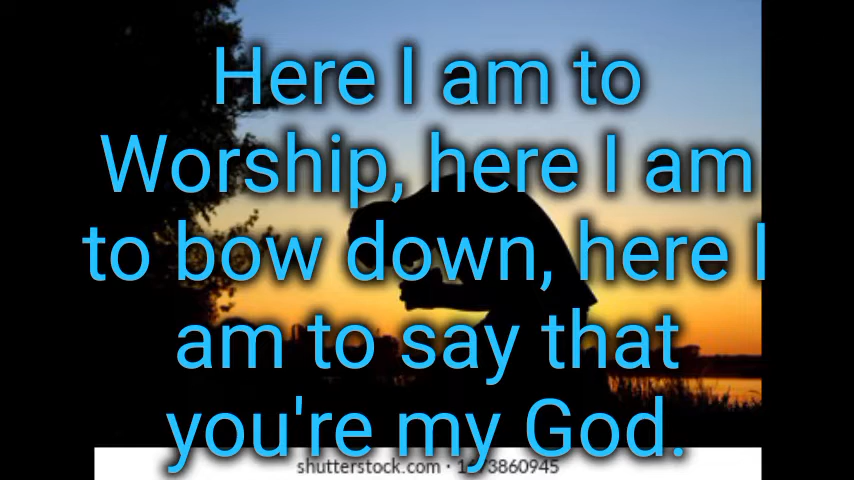 Here I am to
Worship, here I am
to bow down, here I
am to say that
you're my God.
shutterstock.com